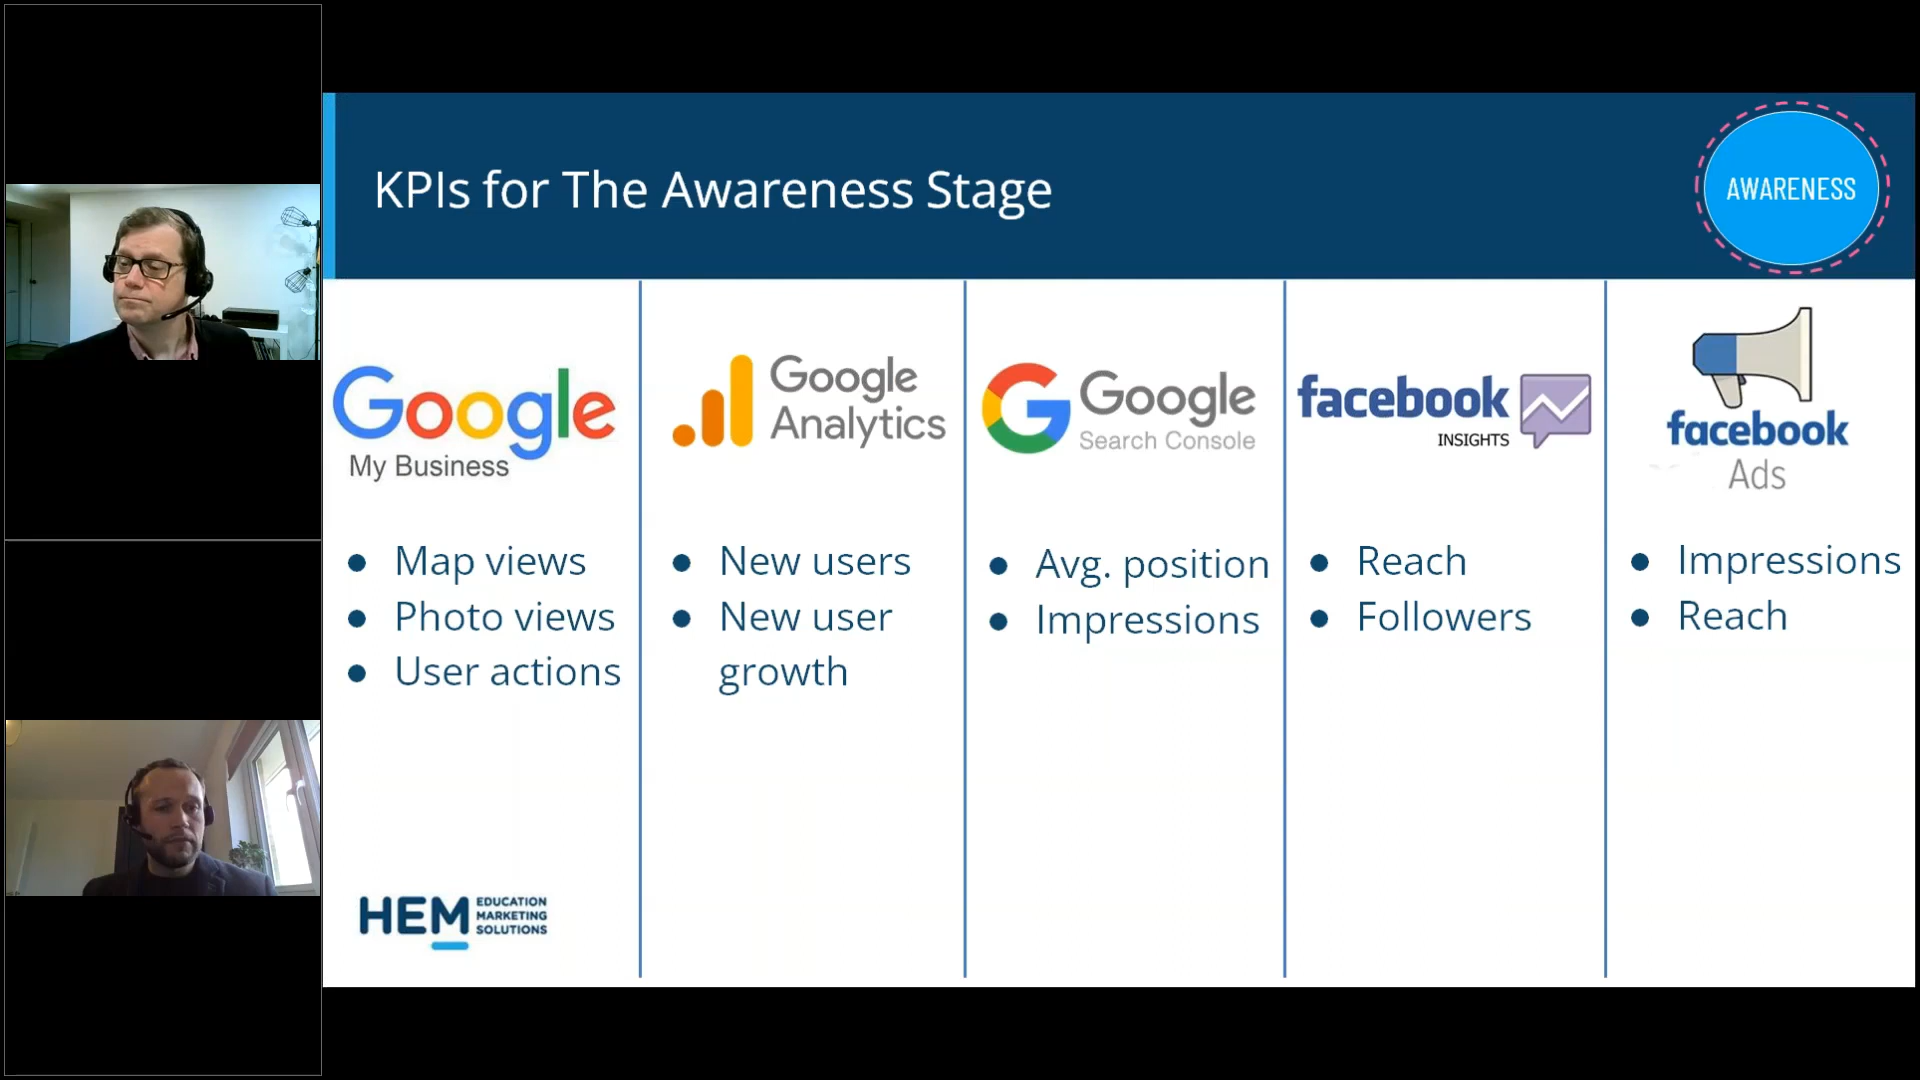 KPIs for The Awareness Stage
AWARENESS
Google
My Business
● Map views
● Photo views
● User actions
Google
Analytics
● New users
● New user
growth
Google
Search Console
● Avg. position
● Impressions
facebook
INSIGHTS
● Reach
● Followers
facebook
Ads
● Impressions
● Reach
HEM EDUCATION
MARKETING
SOLUTIONS